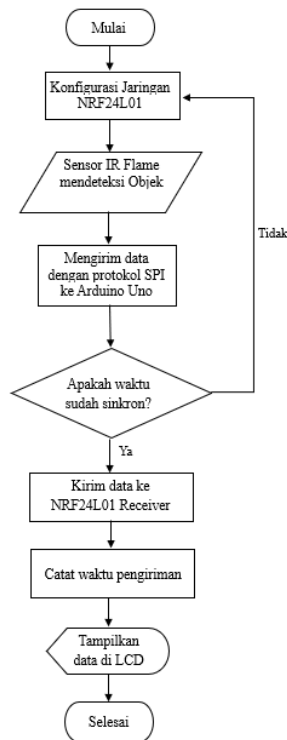 Mulai
Konfigurasi Jaringan
NRF24L01
Sensor IR Flame
mendeteksi Objek
Tidak
Mengirim data
dengan protokol SPI
ke Arduino Uno
Apakah waktu
sudah sinkron?
Ya
Kirim data ke
NRF24L01 Receiver
Catat waktu pengiriman
Tampilkan
data di LCD
Selesai